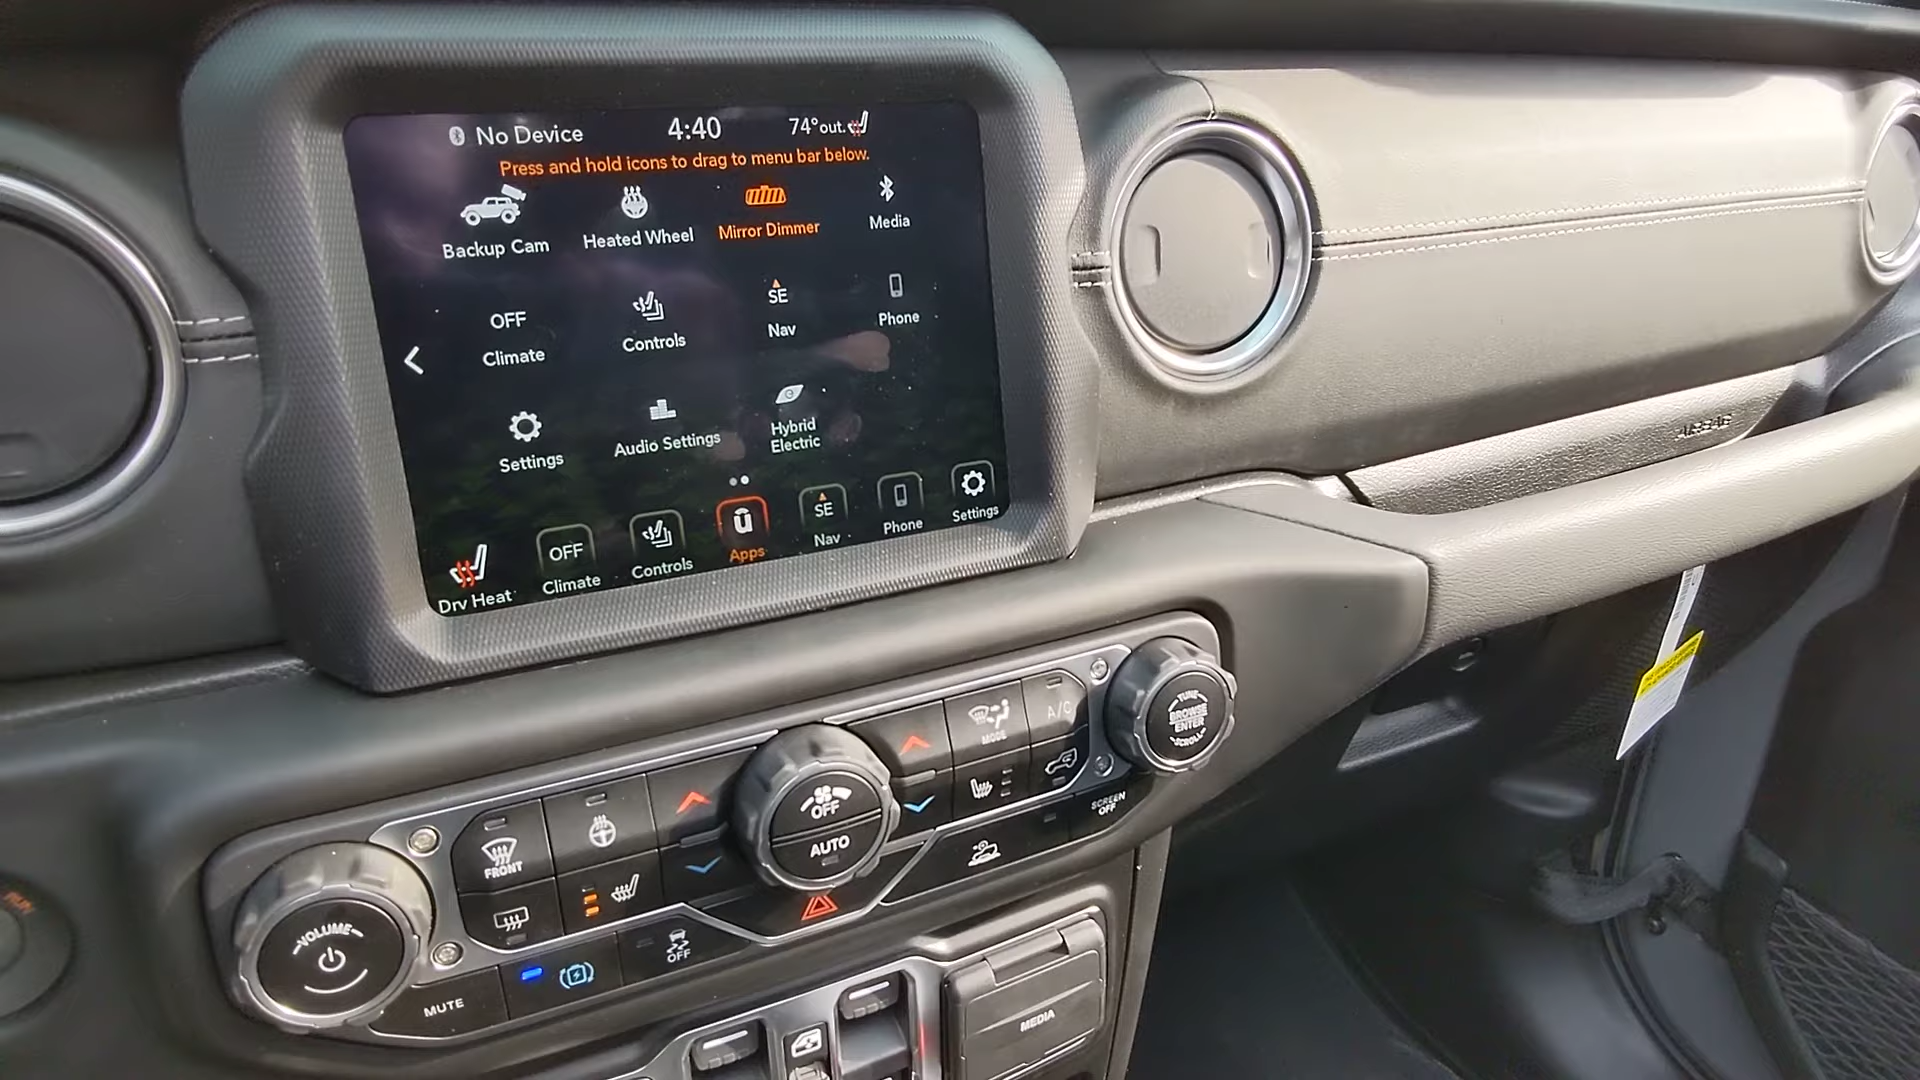 No Device
4:40
74°out.
Press and hold icons to drag to menu bar below.
Backup Cam
Heated Wheel
Mirror Dimmer
Media
OFF
Climate
Controls
SE
Nav
Phone
Settings
Audio Settings
Hybrid
Electric
Drv Heat
OFF
Climate
Controls
Apps
SE
Nav
Phone
Settings
AIRBAG
TUNE
BROWSE
ENTER
SCROLL
MODE
A/C
OFF
AUTO
SCREEN
OFF
FRONT
VOLUME
MUTE
OFF
MEDIA
RUN